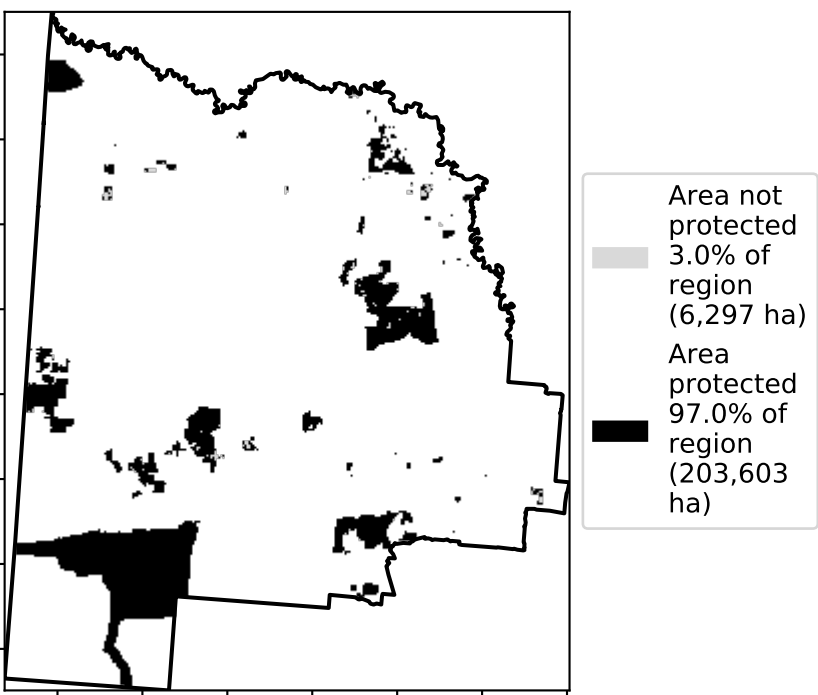 Area not
protected
3.0% of
region
(6,297 ha)
Area
protected
97.0% of
region
(203,603
ha)